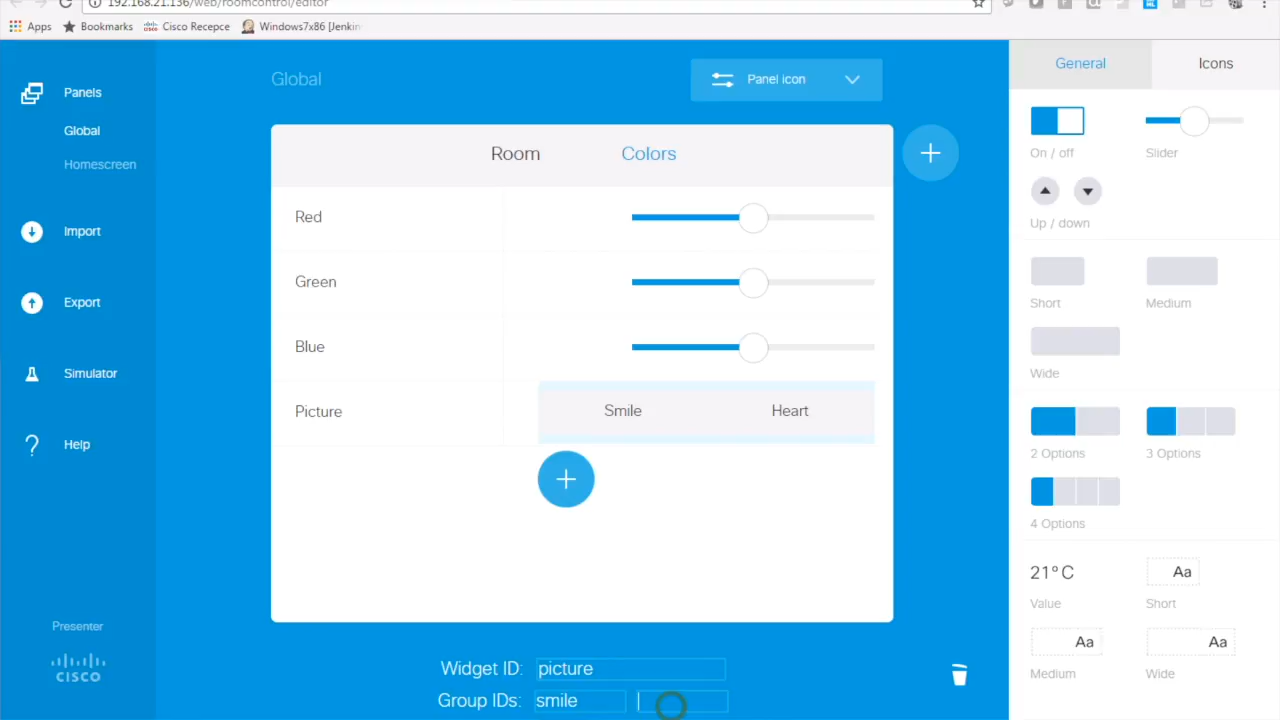 192.168.21.136/web/roomcontrol/editor
Apps Bookmarks Cisco Recepce Windows7x86 [Jenkin
Global Panel icon General Icons
Panels
Global
Homescreen
Import
Export
Simulator
Help
Presenter
CISCO
Room Colors
Red
Green
Blue
Picture Smile Heart
Widget ID: picture
Group IDs: smile
On / off Slider
Up / down
Short Medium
Wide
2 Options 3 Options
4 Options
21°C Aa
Value Short
Aa Aa
Medium Wide